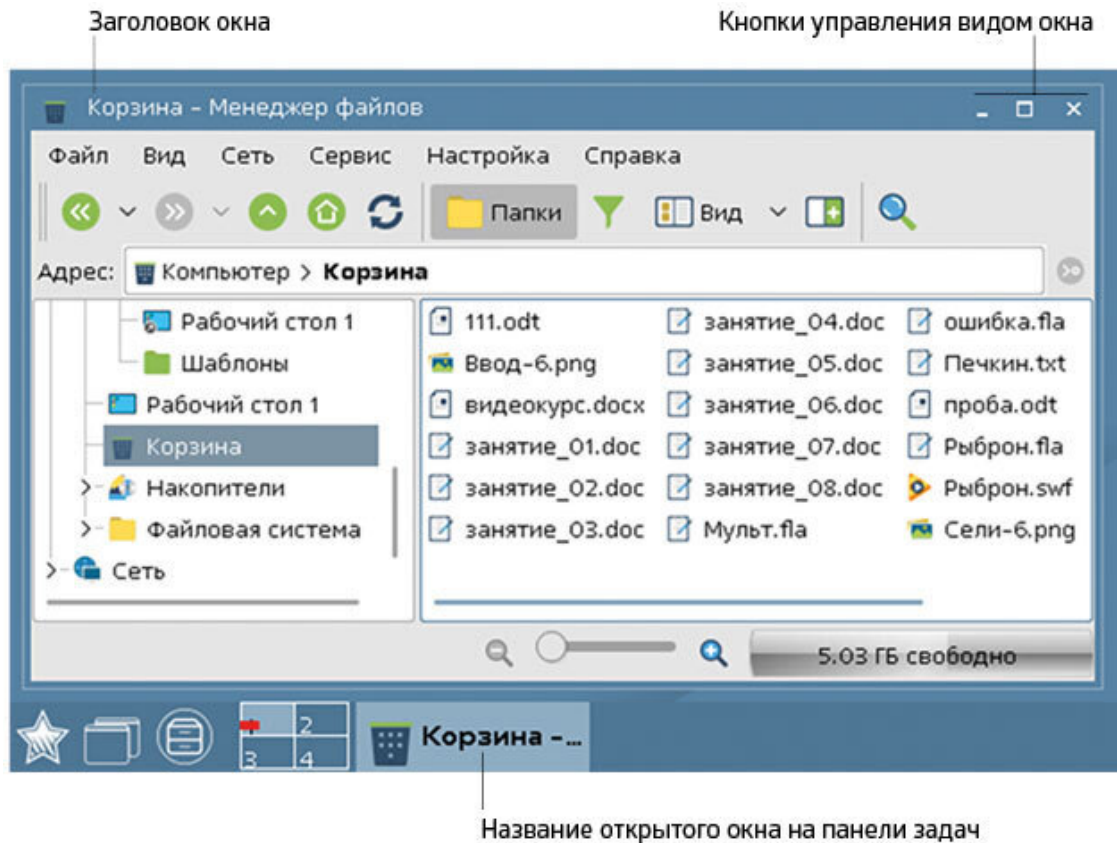 Заголовок окна
Кнопки управления видом окна
Корзина – Менеджер файлов
Файл Вид Сеть Сервис Настройка Справка
Папки Вид
Адрес: Компьютер > Корзина
Рабочий стол 1
Шаблоны
Рабочий стол 1
Корзина
Накопители
Файловая система
Сеть
111.odt занятие_04.doc ошибка.fla
Ввод-6.png занятие_05.doc Печкин.txt
видеокурс.docx занятие_06.doc проба.odt
занятие_01.doc занятие_07.doc Рыброн.fla
занятие_02.doc занятие_08.doc Рыброн.swf
занятие_03.doc Мульт.fla Сели-6.png
5.03 ГБ свободно
2
3 4
Корзина –...
Название открытого окна на панели задач